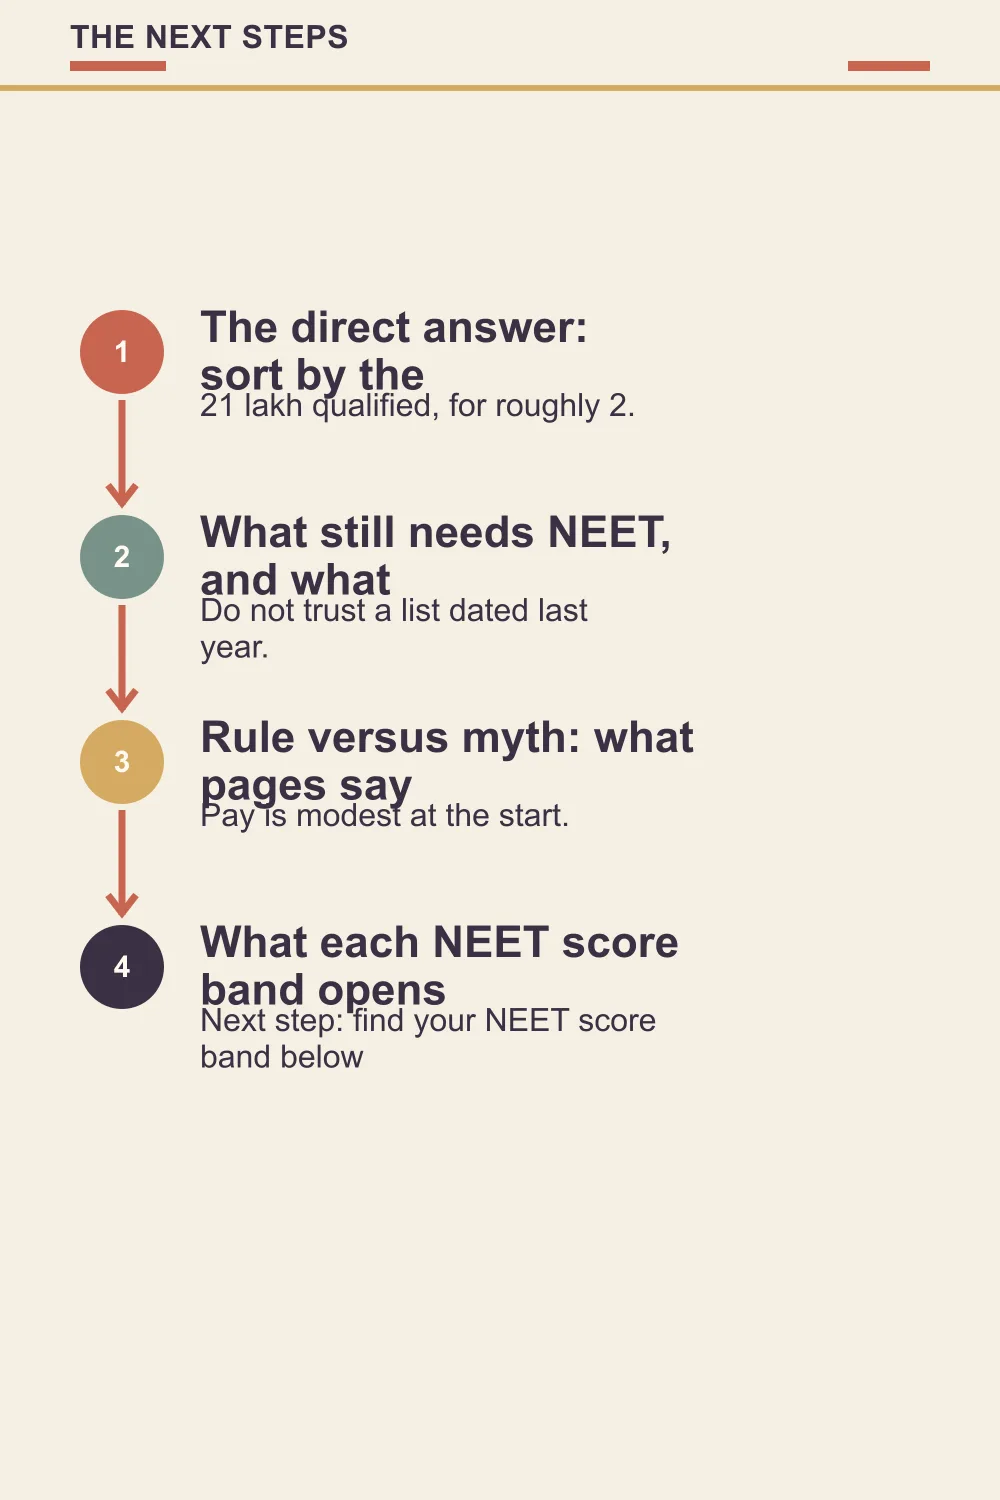 THE NEXT STEPS
1
The direct answer:
sort by the
21 lakh qualified, for roughly 2.
2
What still needs NEET,
and what
Do not trust a list dated last
year.
3
Rule versus myth: what
pages say
Pay is modest at the start.
4
What each NEET score
band opens
Next step: find your NEET score
band below